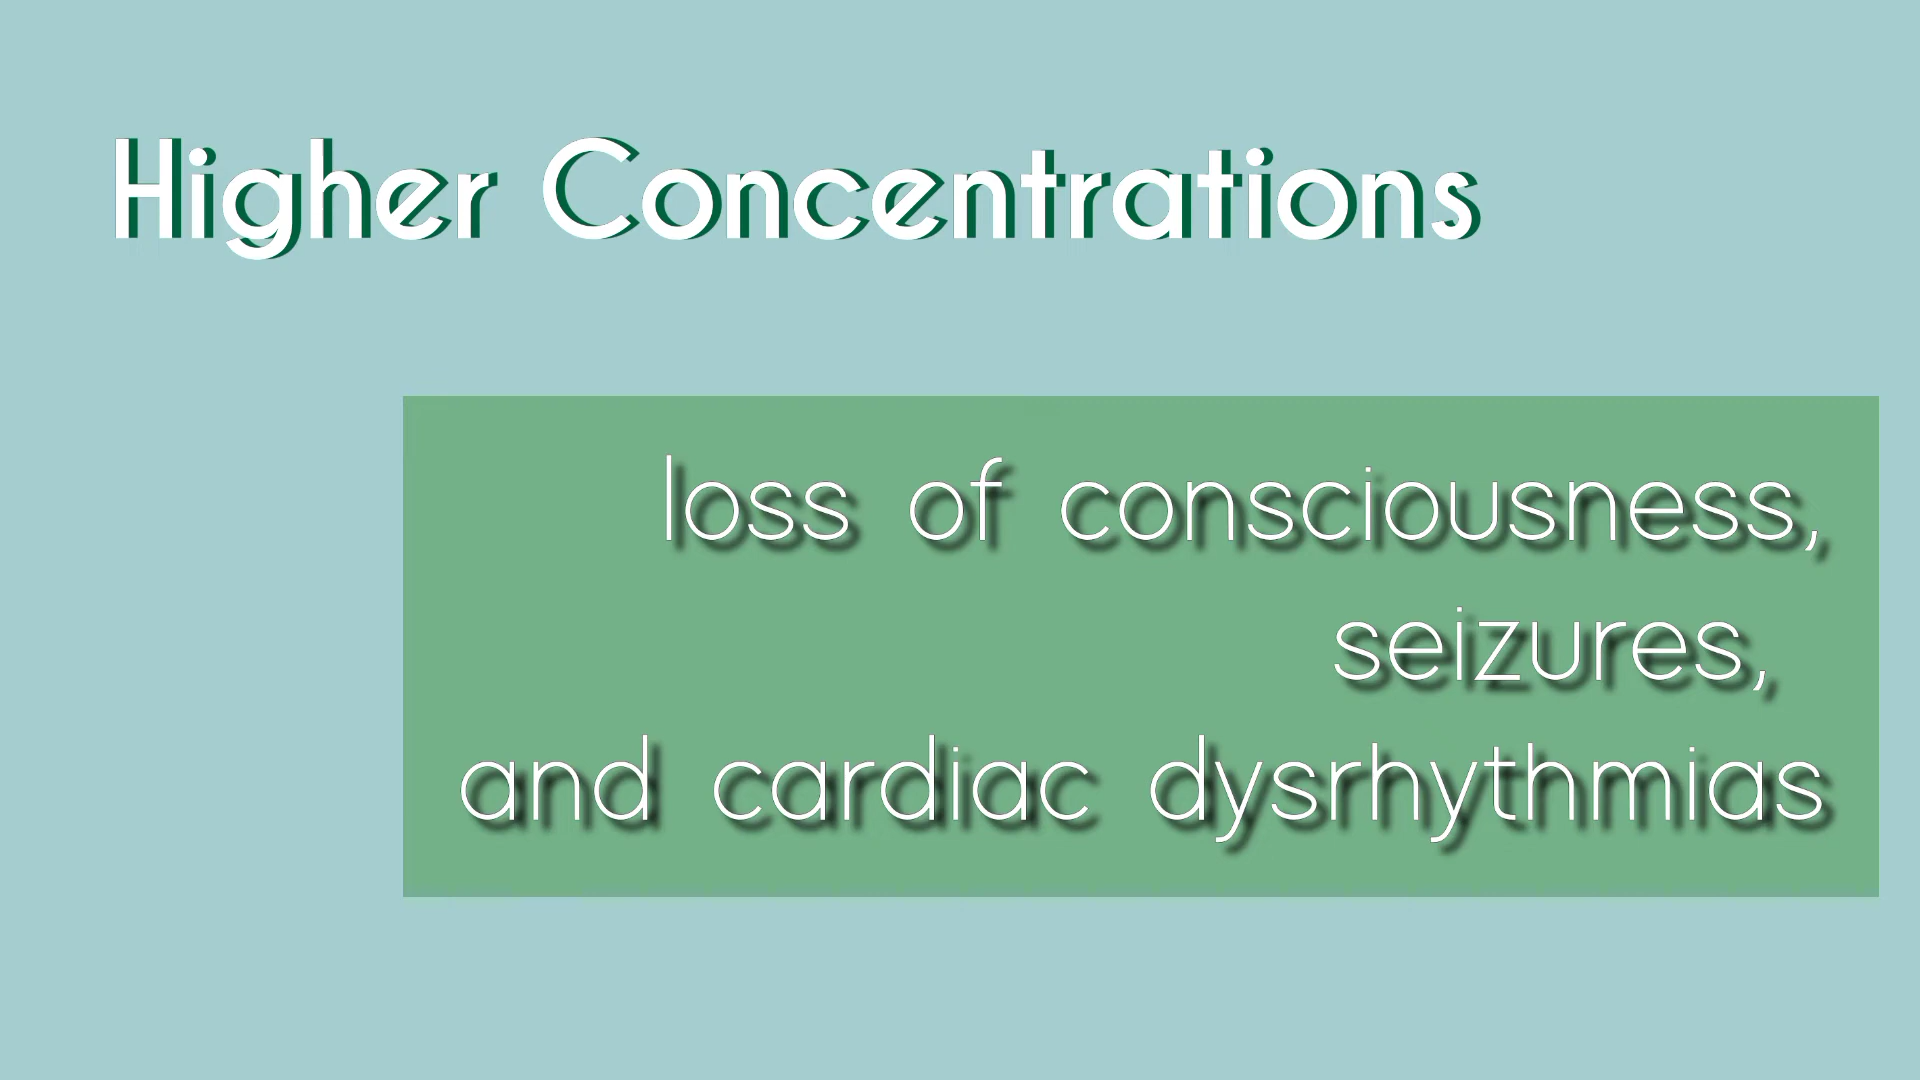 Higher Concentrations
loss of consciousness,
seizures,
and cardiac dysrhythmias